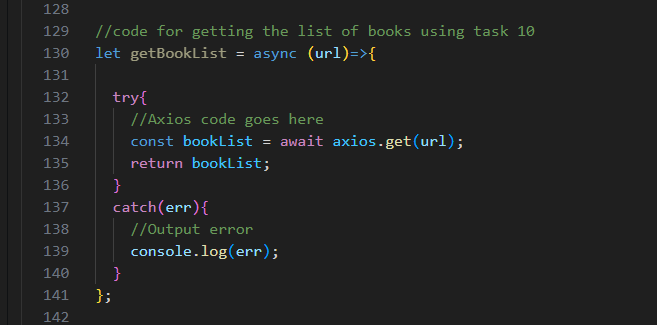 128
129 //code for getting the list of books using task 10
130 let getBookList = async (url)=>{
131
132 try{
133 //Axios code goes here
134 const bookList = await axios.get(url);
135 return bookList;
136 }
137 catch(err){
138 //Output error
139 console.log(err);
140 }
141 };
142